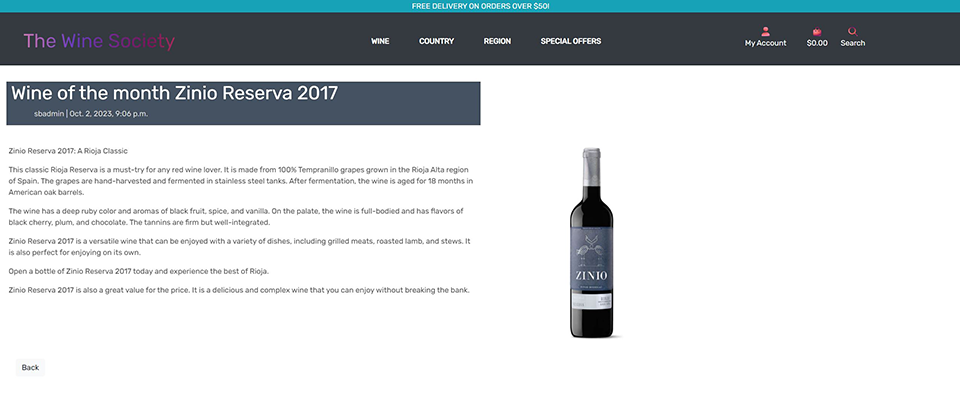 FREE DELIVERY ON ORDERS OVER $50!
The Wine Society
WINE
COUNTRY
REGION
SPECIAL OFFERS
My Account
$0.00
Search
Wine of the month Zinio Reserva 2017
sbadmin | Oct. 2, 2023, 9:06 p.m.
Zinio Reserva 2017: A Rioja Classic
This classic Rioja Reserva is a must-try for any red wine lover. It is made from 100% Tempranillo grapes grown in the Rioja Alta region
of Spain. The grapes are hand-harvested and fermented in stainless steel tanks. After fermentation, the wine is aged for 18 months in
American oak barrels.
The wine has a deep ruby color and aromas of black fruit, spice, and vanilla. On the palate, the wine is full-bodied and has flavors of
black cherry, plum, and chocolate. The tannins are firm but well-integrated.
Zinio Reserva 2017 is a versatile wine that can be enjoyed with a variety of dishes, including grilled meats, roasted lamb, and stews. It
is also perfect for enjoying on its own.
Open a bottle of Zinio Reserva 2017 today and experience the best of Rioja.
Zinio Reserva 2017 is also a great value for the price. It is a delicious and complex wine that you can enjoy without breaking the bank.
ZINIO
Back